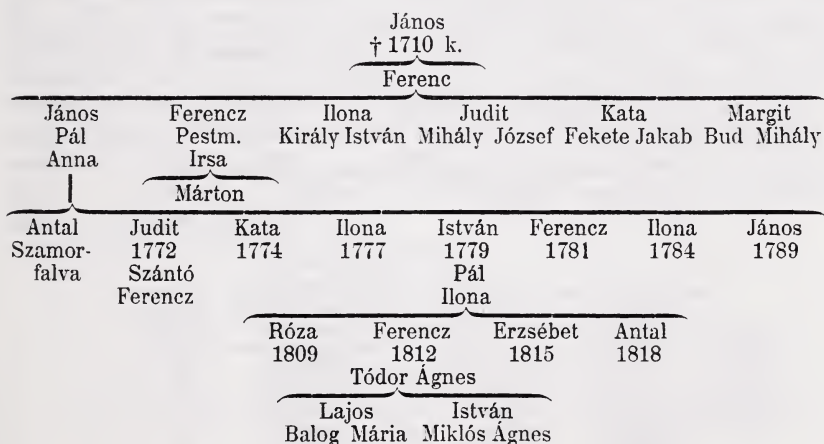 János
† 1710 k.
Ferenc
János Ferencz Ilona Judit Kata Margit
Pál Pestm. Király István Mihály József Fekete Jakab Bud Mihály
Anna Irsa
Márton
Antal Judit Kata Ilona István Ferencz Ilona János
Szamor- 1772 1774 1777 1779 1781 1784 1789
falva Szántó Pál
Ferencz Ilona
Róza Ferencz Erzsébet Antal
1809 1812 1815 1818
Tódor Ágnes
Lajos István
Balog Mária Miklós Ágnes